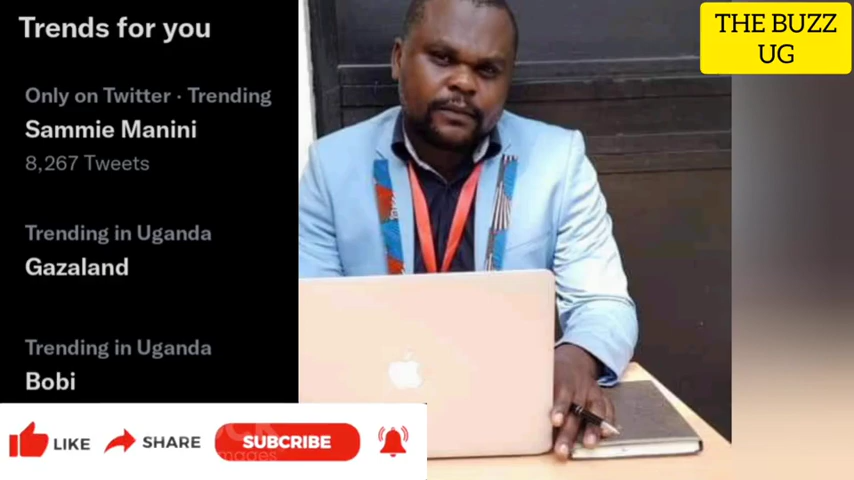 Trends for you
Only on Twitter · Trending
Sammie Manini
8,267 Tweets
Trending in Uganda
Gazaland
Trending in Uganda
Bobi
THE BUZZ
UG
LIKE
SHARE
SUBCRIBE